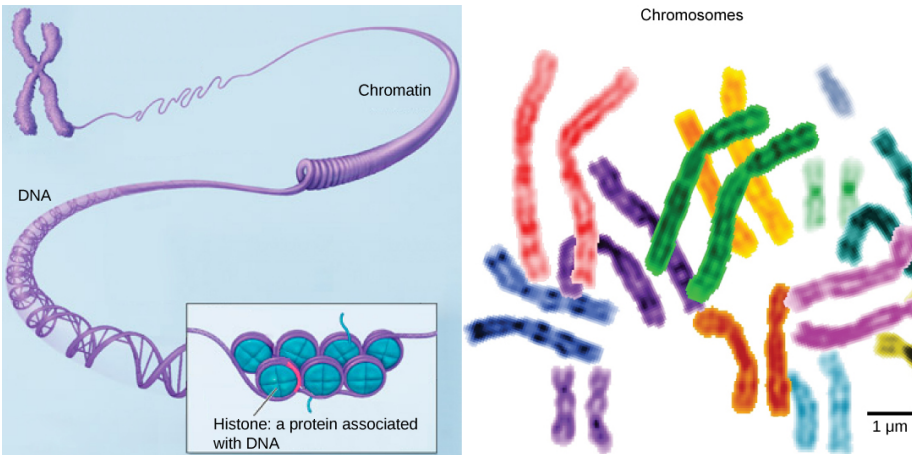 Chromosomes
Chromatin
DNA
Histone: a protein associated
with DNA
1 μm